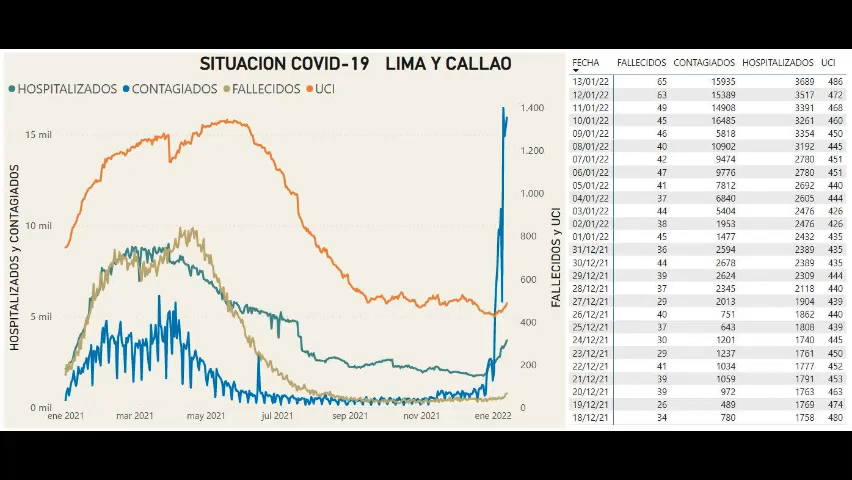 SITUACION COVID-19 LIMA Y CALLAO
HOSPITALIZADOS CONTAGIADOS FALLECIDOS UCI
HOSPITALIZADOS y CONTAGIADOS
15 mil
10 mil
5 mil
0 mil
ene 2021 mar 2021 may 2021 jul 2021 sep 2021 nov 2021 ene 2022
1.400
1.200
1.000
800
600
400
200
0
FALLECIDOS y UCI
FECHA FALLECIDOS CONTAGIADOS HOSPITALIZADOS UCI
13/01/22 65 15935 3689 486
12/01/22 63 15389 3517 472
11/01/22 49 14908 3391 468
10/01/22 45 16485 3261 460
09/01/22 46 5818 3354 450
08/01/22 40 10902 3192 445
07/01/22 42 9474 2780 451
06/01/22 47 9776 2780 451
05/01/22 41 7812 2692 440
04/01/22 37 6840 2605 444
03/01/22 44 5404 2476 426
02/01/22 38 1953 2476 426
01/01/22 45 1477 2432 435
31/12/21 36 2594 2389 435
30/12/21 44 2678 2389 435
29/12/21 39 2624 2309 444
28/12/21 37 2345 2118 440
27/12/21 29 2013 1904 439
26/12/21 40 751 1862 440
25/12/21 37 643 1808 439
24/12/21 30 1201 1740 445
23/12/21 29 1237 1761 450
22/12/21 41 1034 1777 452
21/12/21 39 1059 1791 453
20/12/21 39 972 1763 463
19/12/21 26 489 1769 474
18/12/21 34 780 1758 480